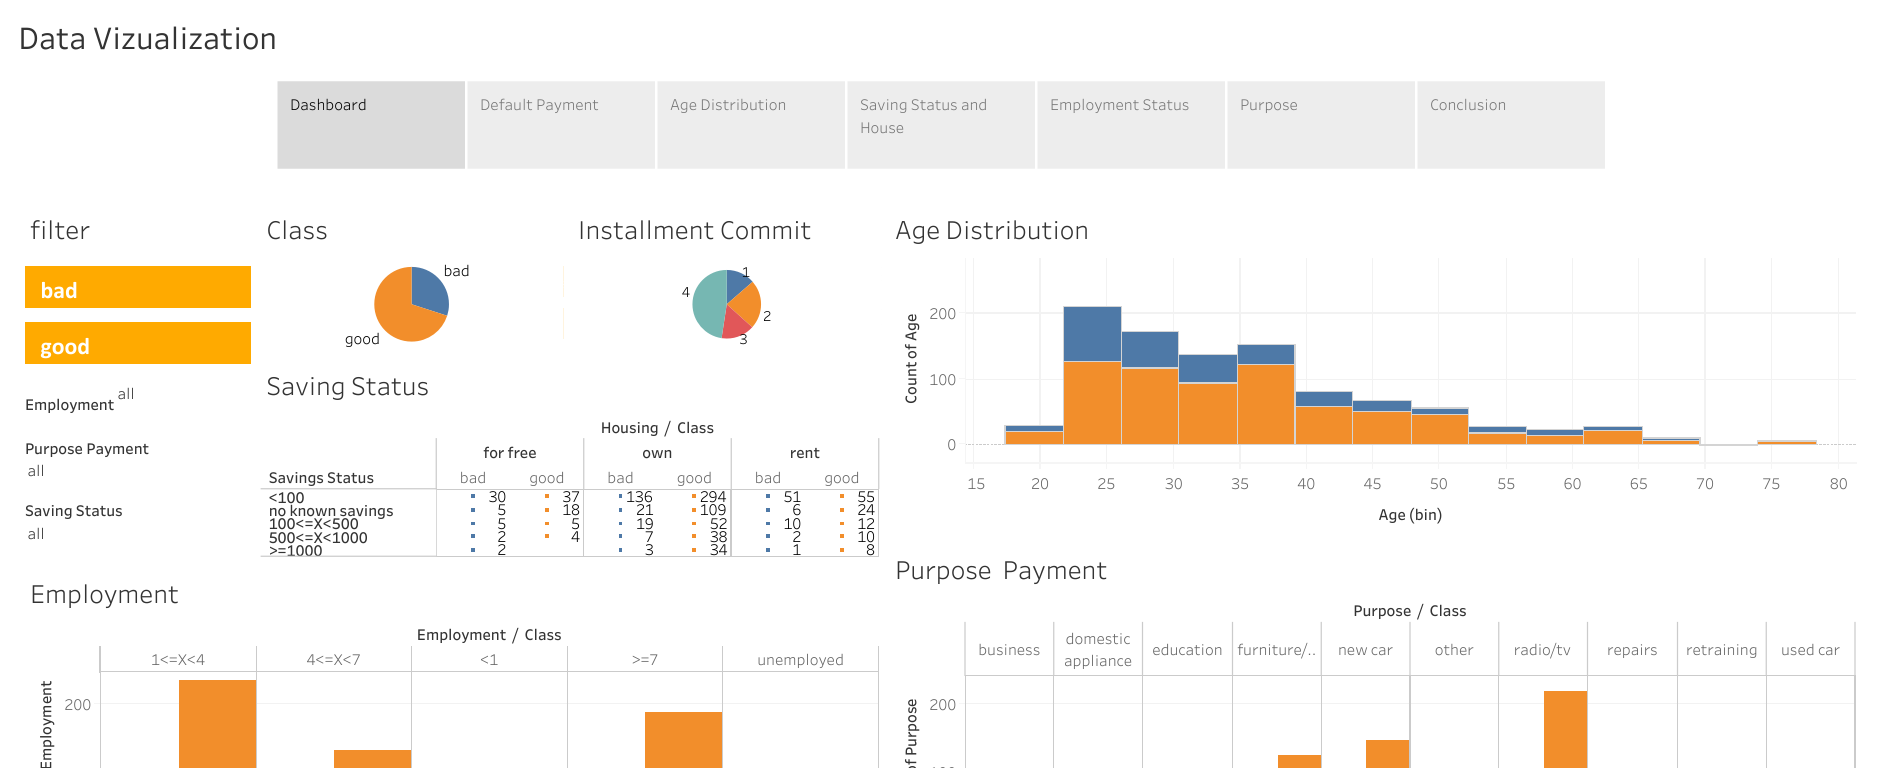 Data Vizualization
Dashboard
Default Payment
Age Distribution
Saving Status and
House
Employment Status
Purpose
Conclusion
filter
bad
good
Employment all
Purpose Payment
all
Saving Status
all
Class
bad
good
Installment Commit
1
2
3
4
Saving Status
Housing / Class
for free own rent
Savings Status bad good bad good bad good
<100 30 37 136 294 51 55
no known savings 5 18 21 109 6 24
100<=X<500 5 5 19 52 10 12
500<=X<1000 2 4 7 38 2 10
>=1000 2 3 34 1 8
Age Distribution
Count of Age
200
100
0
15 20 25 30 35 40 45 50 55 60 65 70 75 80
Age (bin)
Employment
Employment / Class
1<=X<4 4<=X<7 <1 >=7 unemployed
Employment
200
Purpose Payment
Purpose / Class
business
domestic
appliance
education
furniture/..
new car
other
radio/tv
repairs
retraining
used car
of Purpose
200